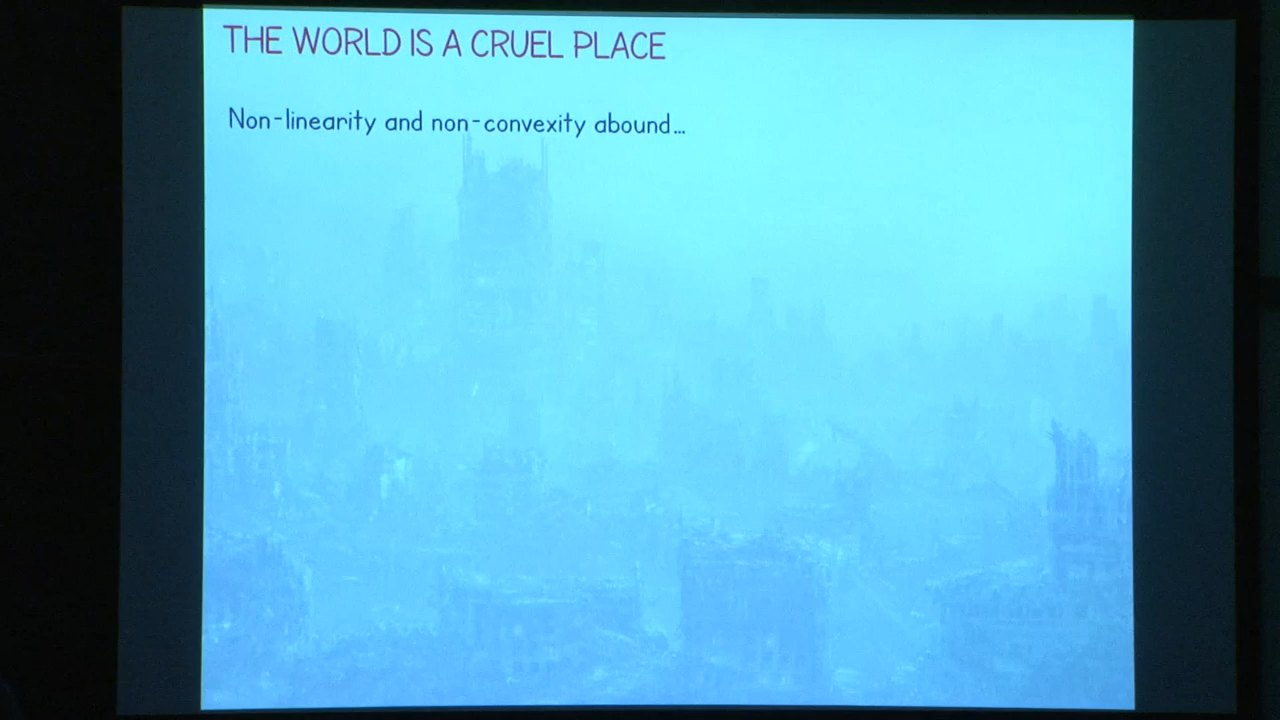 THE WORLD IS A CRUEL PLACE
Non-linearity and non-convexity abound...